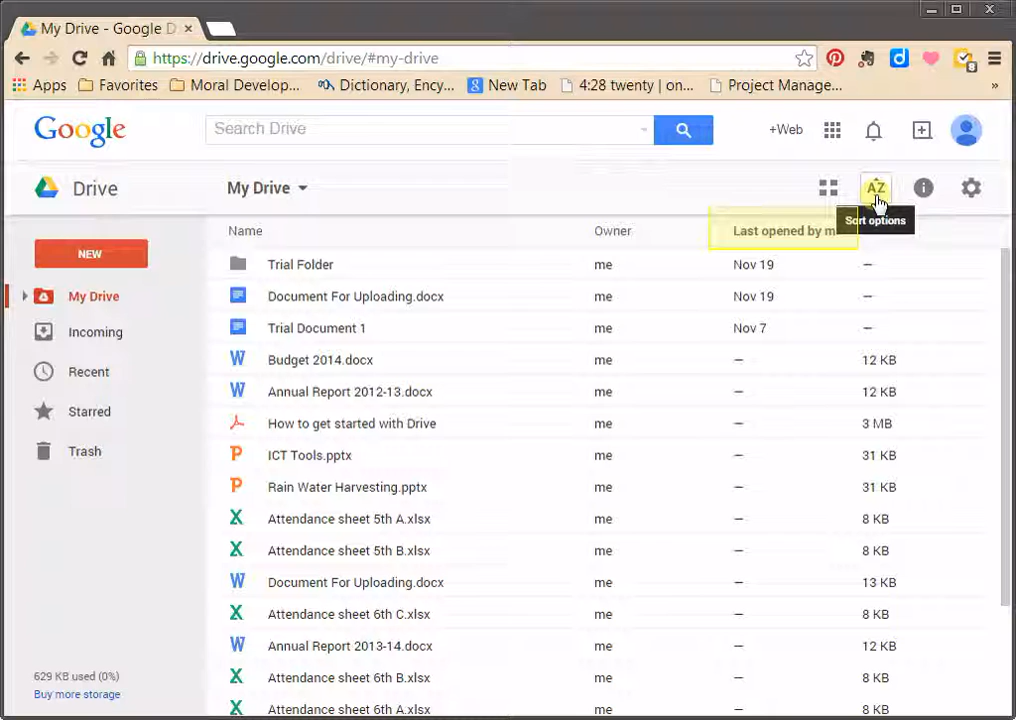 My Drive - Google D
https://drive.google.com/drive/#my-drive
8
Apps Favorites Moral Develop... Dictionary, Ency... New Tab 4:28 twenty | on... Project Manage... »
Google Search Drive +Web
Drive My Drive AZ
Sort options
Name Owner Last opened by m
NEW
Trial Folder me Nov 19 –
My Drive
Document For Uploading.docx me Nov 19 –
Incoming
Trial Document 1 me Nov 7 –
Budget 2014.docx me – 12 KB
Recent
Annual Report 2012-13.docx me – 12 KB
Starred
How to get started with Drive me – 3 MB
Trash
ICT Tools.pptx me – 31 KB
Rain Water Harvesting.pptx me – 31 KB
Attendance sheet 5th A.xlsx me – 8 KB
Attendance sheet 5th B.xlsx me – 8 KB
Document For Uploading.docx me – 13 KB
Attendance sheet 6th C.xlsx me – 8 KB
Annual Report 2013-14.docx me – 12 KB
Attendance sheet 6th B.xlsx me – 8 KB
Attendance sheet 6th A.xlsx me – 8 KB
629 KB used (0%)
Buy more storage